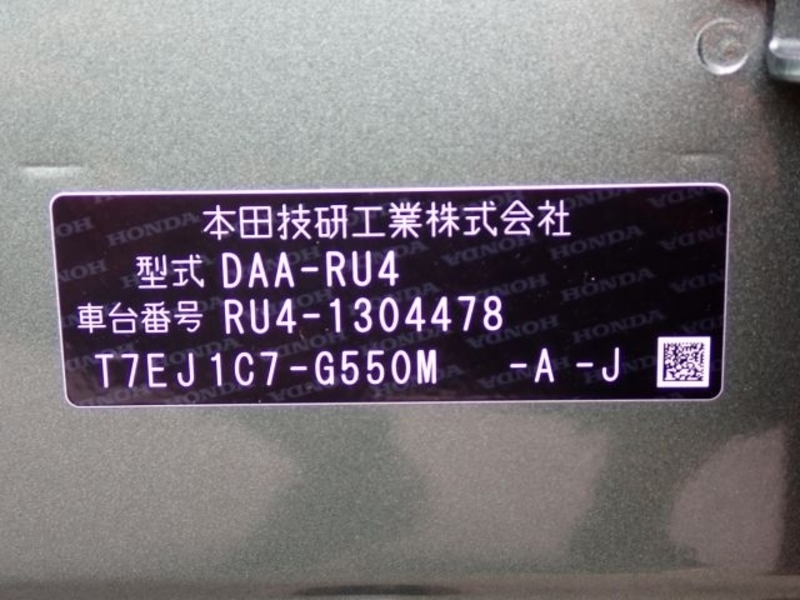 本田技研工業株式会社
型式 DAA-RU4
車台番号 RU4-1304478
T7EJ1C7-G550M -A -J